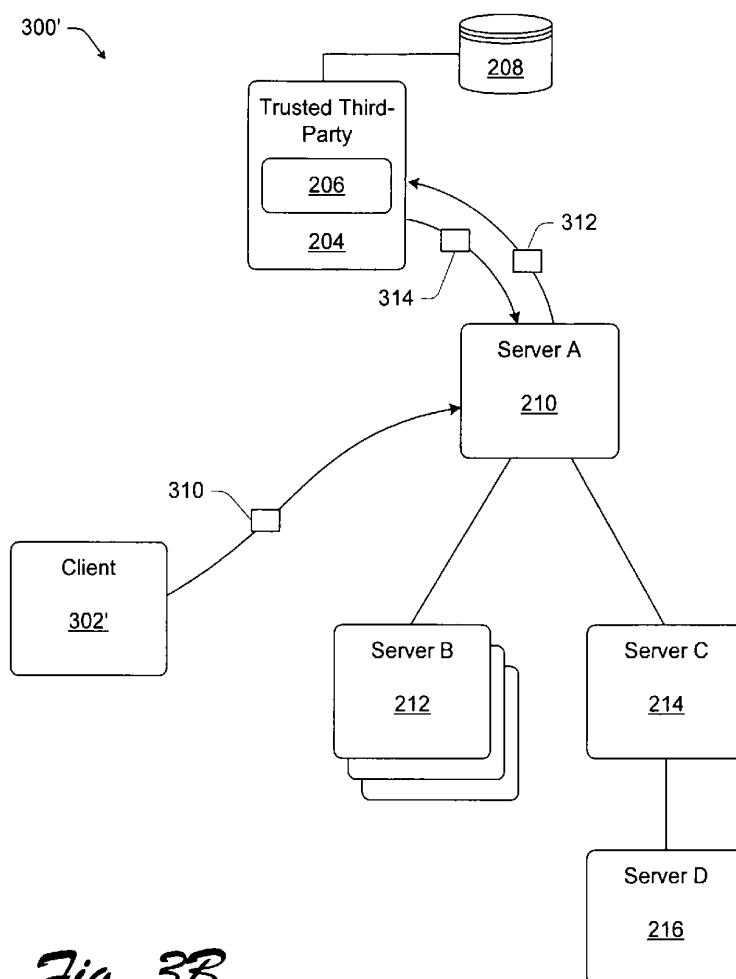 300'
208
Trusted Third-
Party
206
204
312
314
Server A
210
310
Client
302'
Server B
212
Server C
214
Server D
216
Fig. 3B